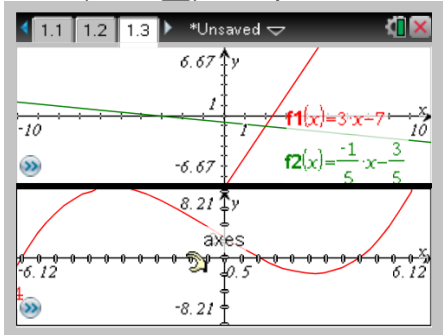 1.1 1.2 1.3 *Unsaved
6.67 y
1
f1(x)=3·x-7
x
-10
1
10
f2(x)=-1/5·x-3/5
-6.67
8.21 y
axes
x
-6.12
0.5
6.12
-8.21